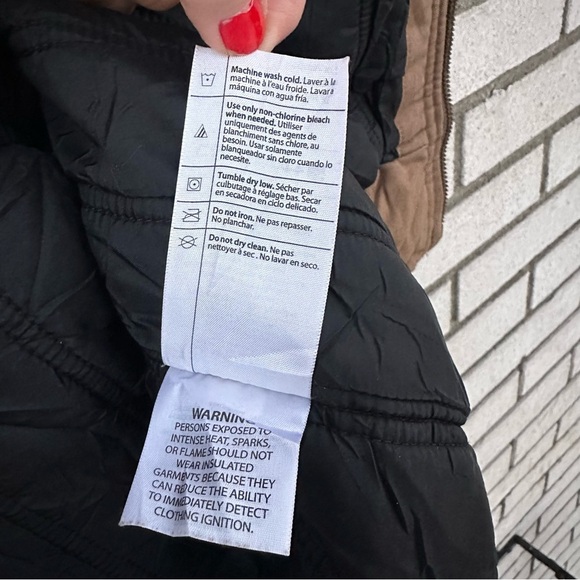 Machine wash cold. Laver à la
machine à l'eau froide. Lavar a
máquina con agua fría.
Use only non-chlorine bleach
when needed. Utiliser
uniquement des agents de
blanchiment sans chlore, au
besoin. Usar solamente
blanqueador sin cloro cuando lo
necesite.
Tumble dry low. Sécher par
culbutage à réglage bas. Secar
en secadora en ciclo delicado.
Do not iron. Ne pas repasser.
No planchar.
Do not dry clean. Ne pas
nettoyer à sec. No lavar en seco.
WARNING
PERSONS EXPOSED TO
INTENSE HEAT, SPARKS,
OR FLAME SHOULD NOT
WEAR INSULATED
GARMENTS BECAUSE THEY
CAN REDUCE THE ABILITY
TO IMMEDIATELY DETECT
CLOTHING IGNITION.